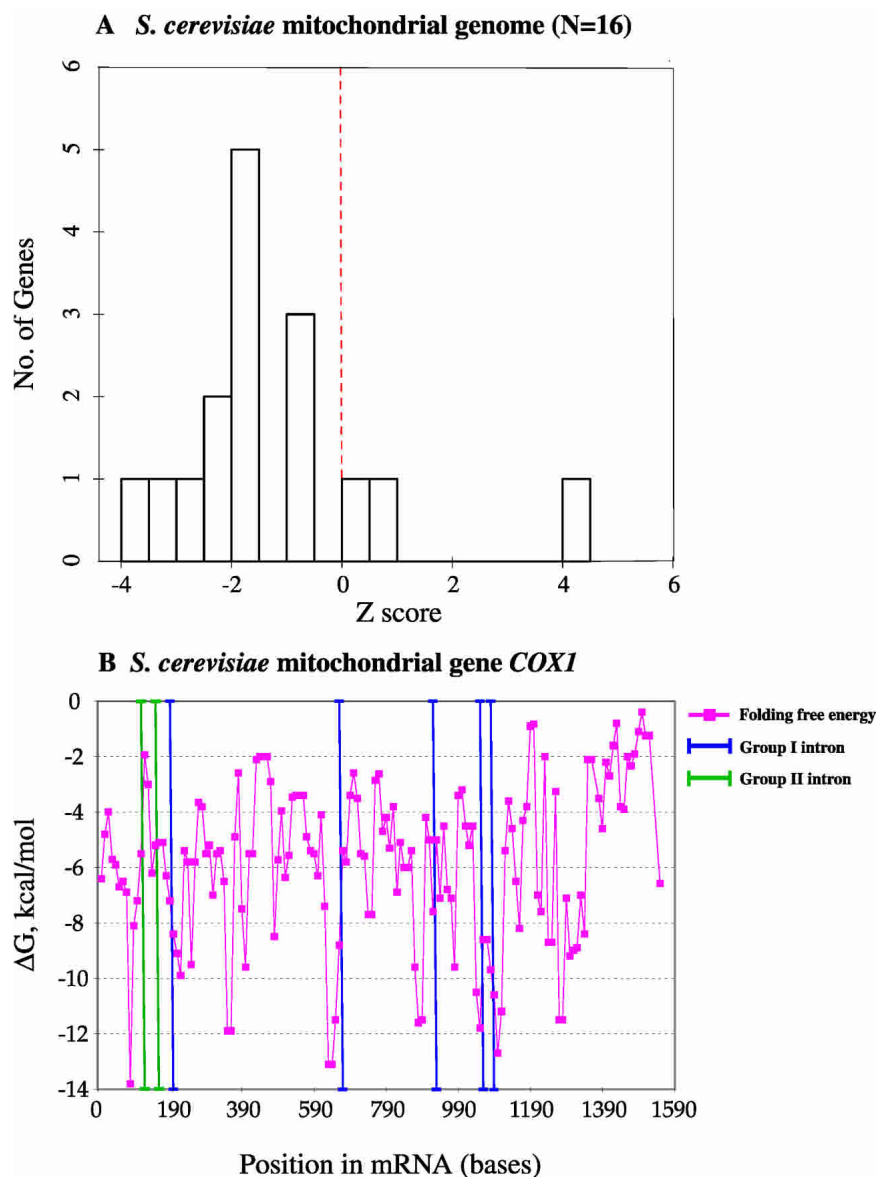 A S. cerevisiae mitochondrial genome (N=16)
6
5
4
3
2
1
0
No. of Genes
-4 -2 0 2 4 6
Z score
B S. cerevisiae mitochondrial gene COX1
0
-2
-4
-6
-8
-10
-12
-14
ΔG, kcal/mol
0 190 390 590 790 990 1190 1390 1590
Position in mRNA (bases)
Folding free energy
Group I intron
Group II intron